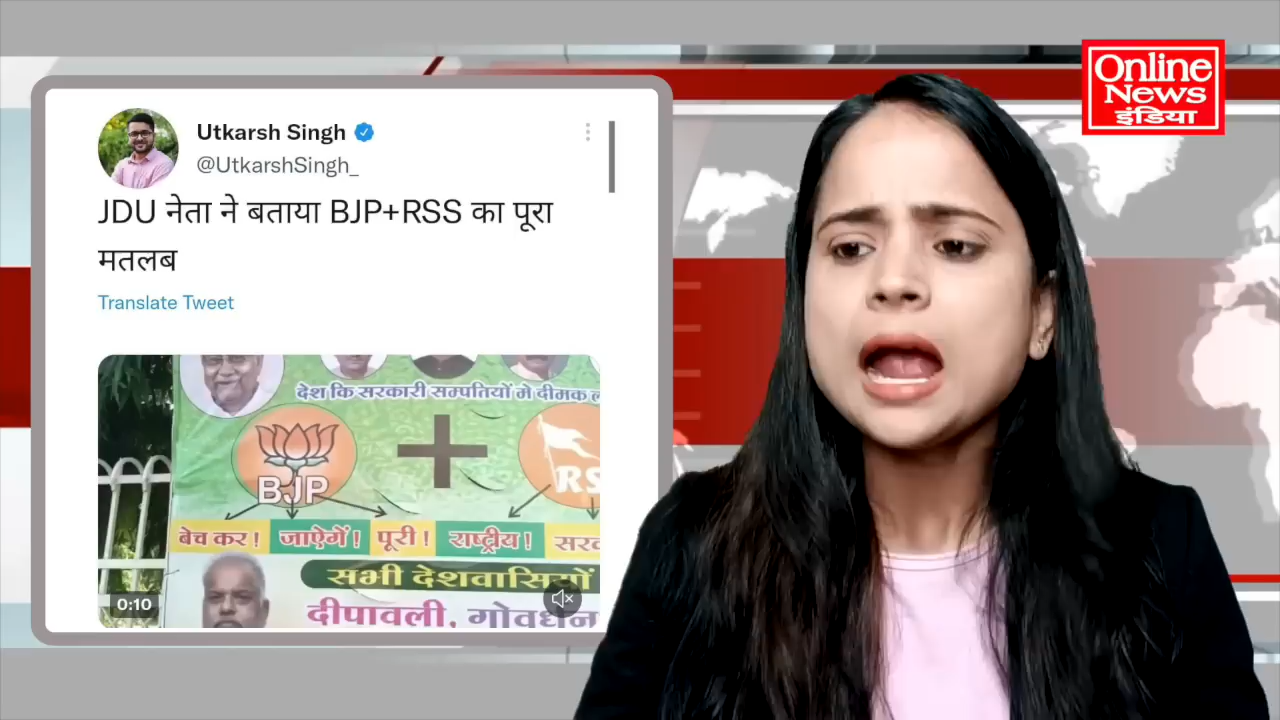 Online
News
इंडिया
Utkarsh Singh
@UtkarshSingh_
JDU नेता ने बताया BJP+RSS का पूरा
मतलब
Translate Tweet
देश कि सरकारी सम्पत्तियों मे दीमक
BJP
+
बेच कर ! जाऐगें ! पूरी ! राष्ट्रीय !
सभी देशवासियों
दीपावली, गोवर्धन
0:10